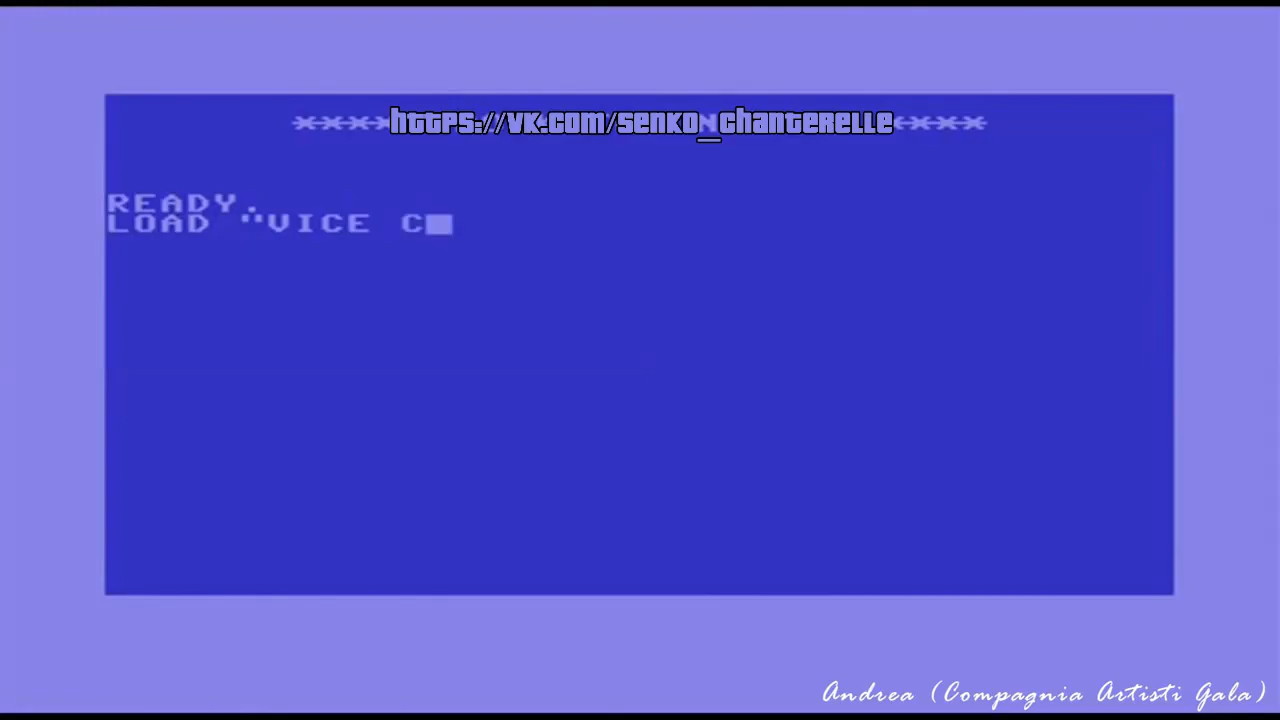 https://vk.com/senko_chanterelle
READY.
LOAD "VICE C
Andrea (Compagnia Artisti Gala)